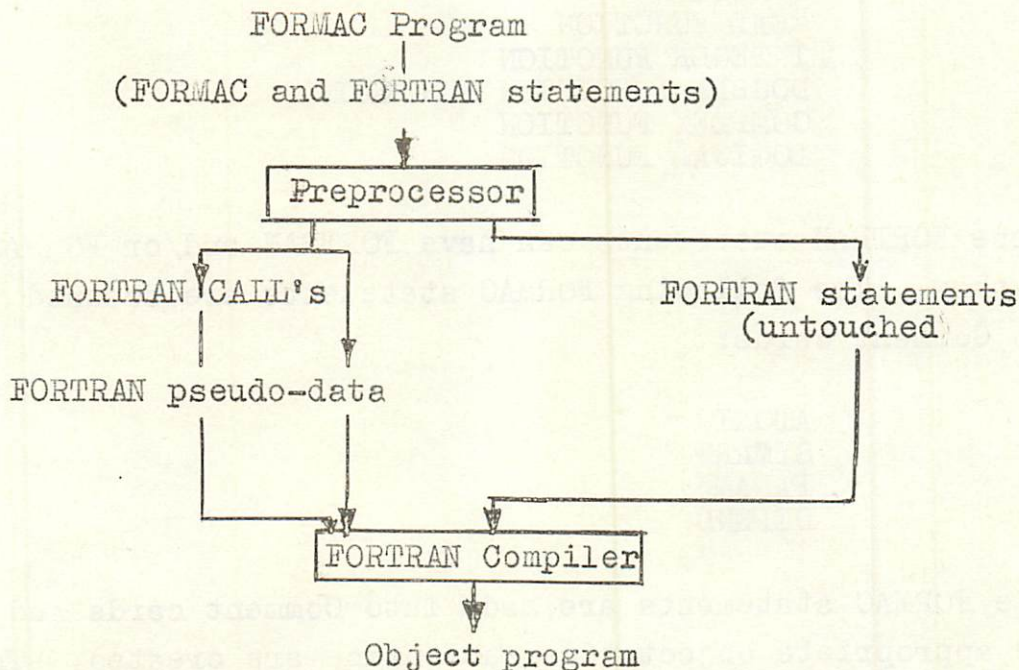 FORMAC Program
(FORMAC and FORTRAN statements)
Preprocessor
FORTRAN CALL's
FORTRAN statements
(untouched)
FORTRAN pseudo-data
FORTRAN Compiler
Object program